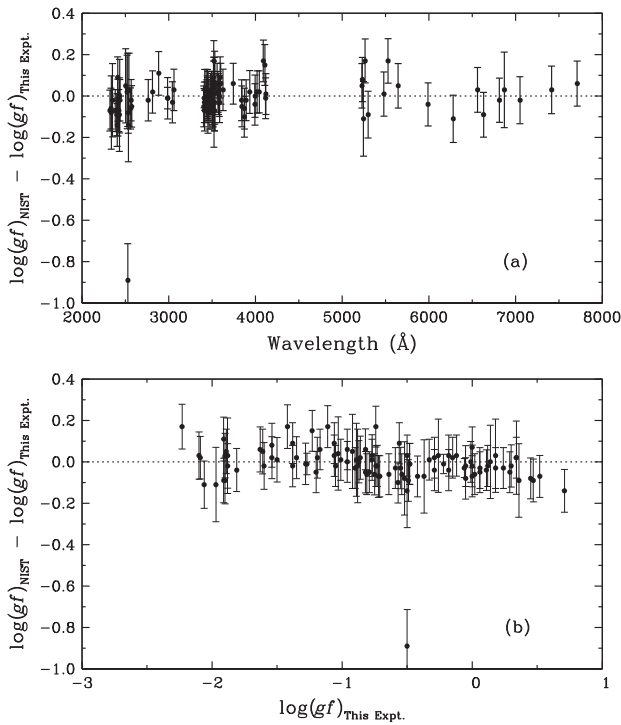 0.4
0.2
0.0
−0.2
−0.4
−0.6
−0.8
−1.0
log(gf)NIST − log(gf)This Expt.
(a)
2000 3000 4000 5000 6000 7000 8000
Wavelength (Å)
0.4
0.2
0.0
−0.2
−0.4
−0.6
−0.8
−1.0
log(gf)NIST − log(gf)This Expt.
(b)
−3 −2 −1 0 1
log(gf)This Expt.